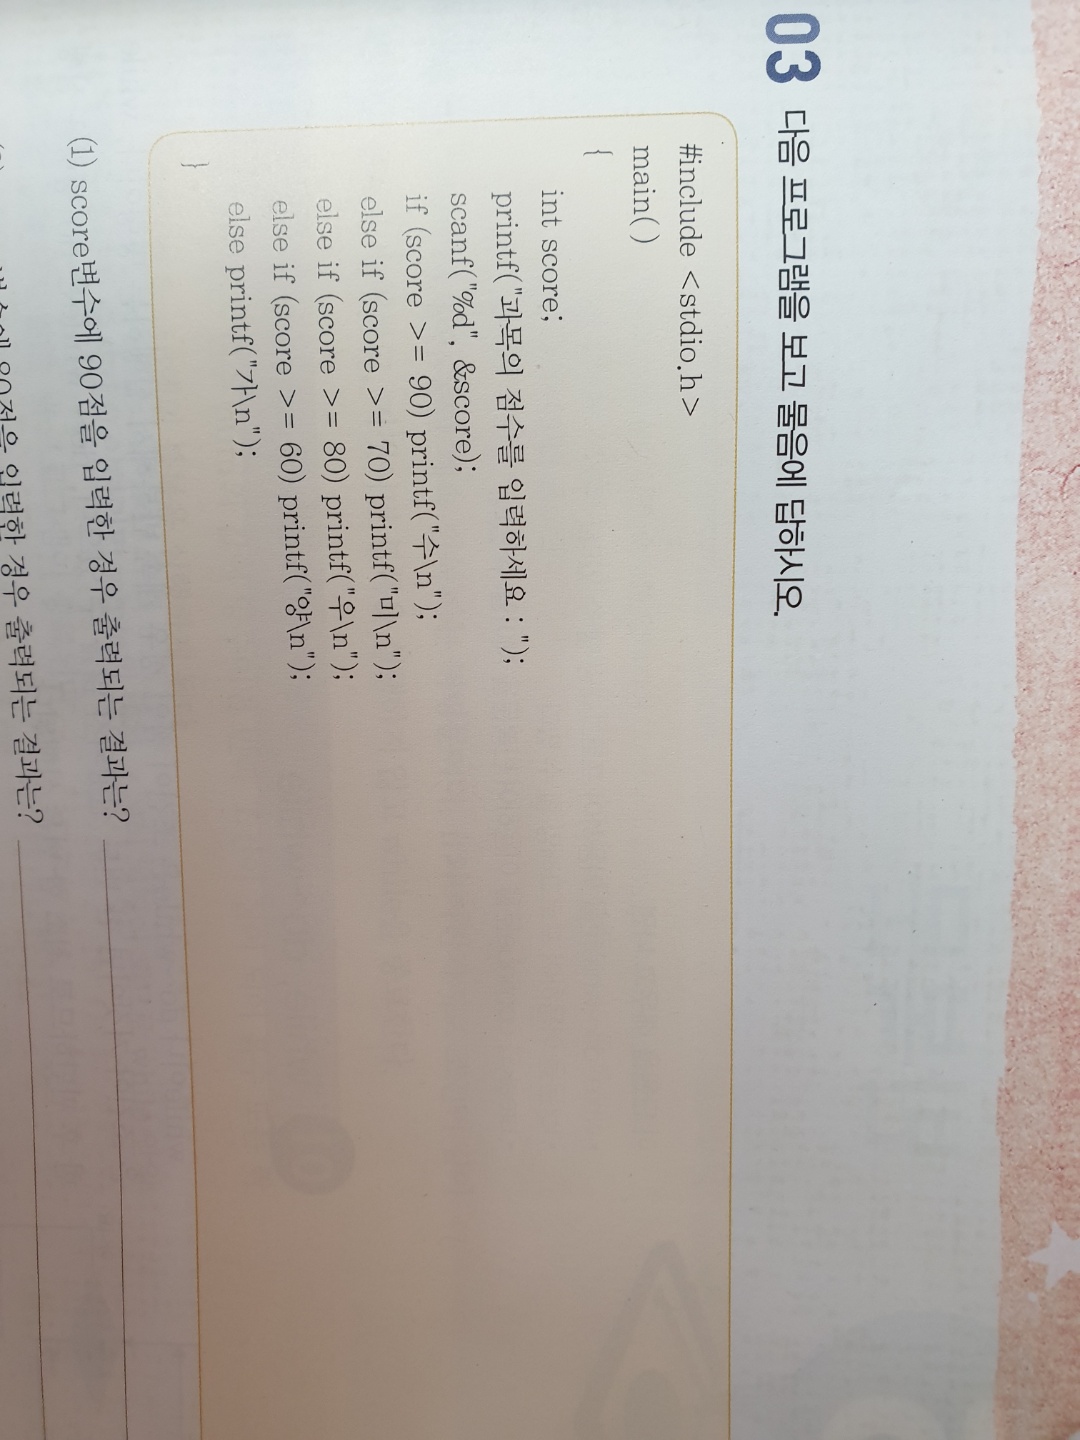 03 다음 프로그램을 보고 물음에 답하시오.
#include <stdio.h>
main( )
{
int score;
printf("과목의 점수를 입력하세요 : ");
scanf("%d", &score);
if (score >= 90) printf("수\n");
else if (score >= 70) printf("미\n");
else if (score >= 80) printf("우\n");
else if (score >= 60) printf("양\n");
else printf("가\n");
}
(1) score변수에 90점을 입력한 경우 출력되는 결과는?
80점을 입력한 경우 출력되는 결과는?